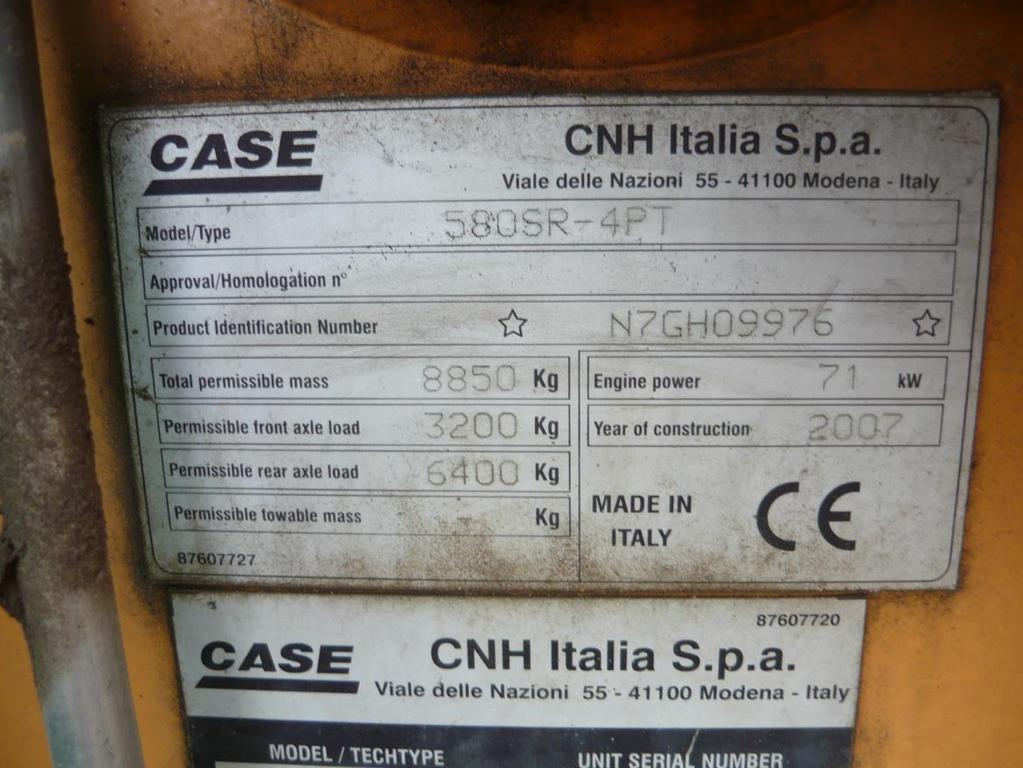 CASE
CNH Italia S.p.a.
Viale delle Nazioni 55 - 41100 Modena - Italy
Model/Type 580SR-4PT
Approval/Homologation n°
Product Identification Number ☆ N7GH09976 ☆
Total permissible mass 8850 Kg
Permissible front axle load 3200 Kg
Permissible rear axle load 6400 Kg
Permissible towable mass Kg
87607727
Engine power 71 kW
Year of construction 2007
MADE IN
ITALY
CE
87607720
CASE
CNH Italia S.p.a.
Viale delle Nazioni 55 - 41100 Modena - Italy
MODEL / TECHTYPE UNIT SERIAL NUMBER